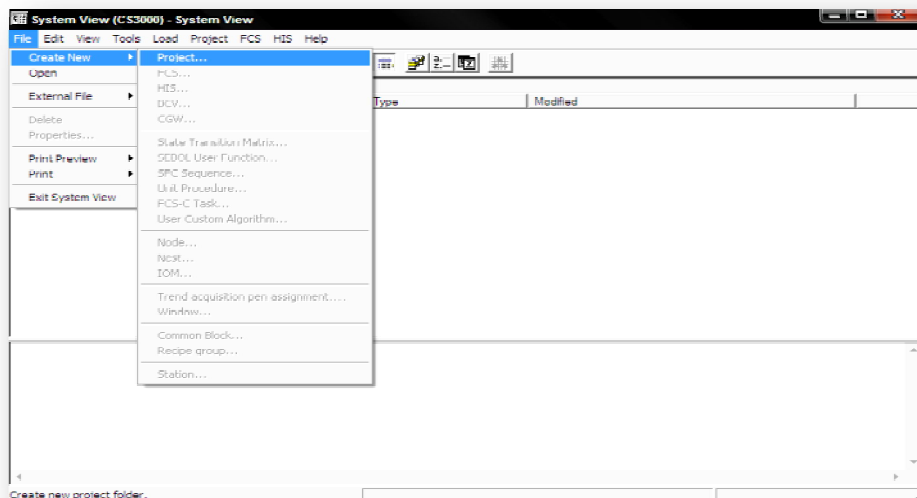 System View (CS3000) - System View
File Edit View Tools Load Project FCS HIS Help
Create New
Open
External File
Delete
Properties...
Print Preview
Print
Exit System View
Project...
FCS...
HIS...
DCV...
CGW...
State Transition Matrix...
SEBOL User Function...
SFC Sequence...
Unit Procedure...
FCS-C Task...
User Custom Algorithm...
Node...
Nest...
IOM...
Trend acquisition pen assignment....
Window...
Common Block...
Recipe group...
Station...
Type Modified
Create new project folder.